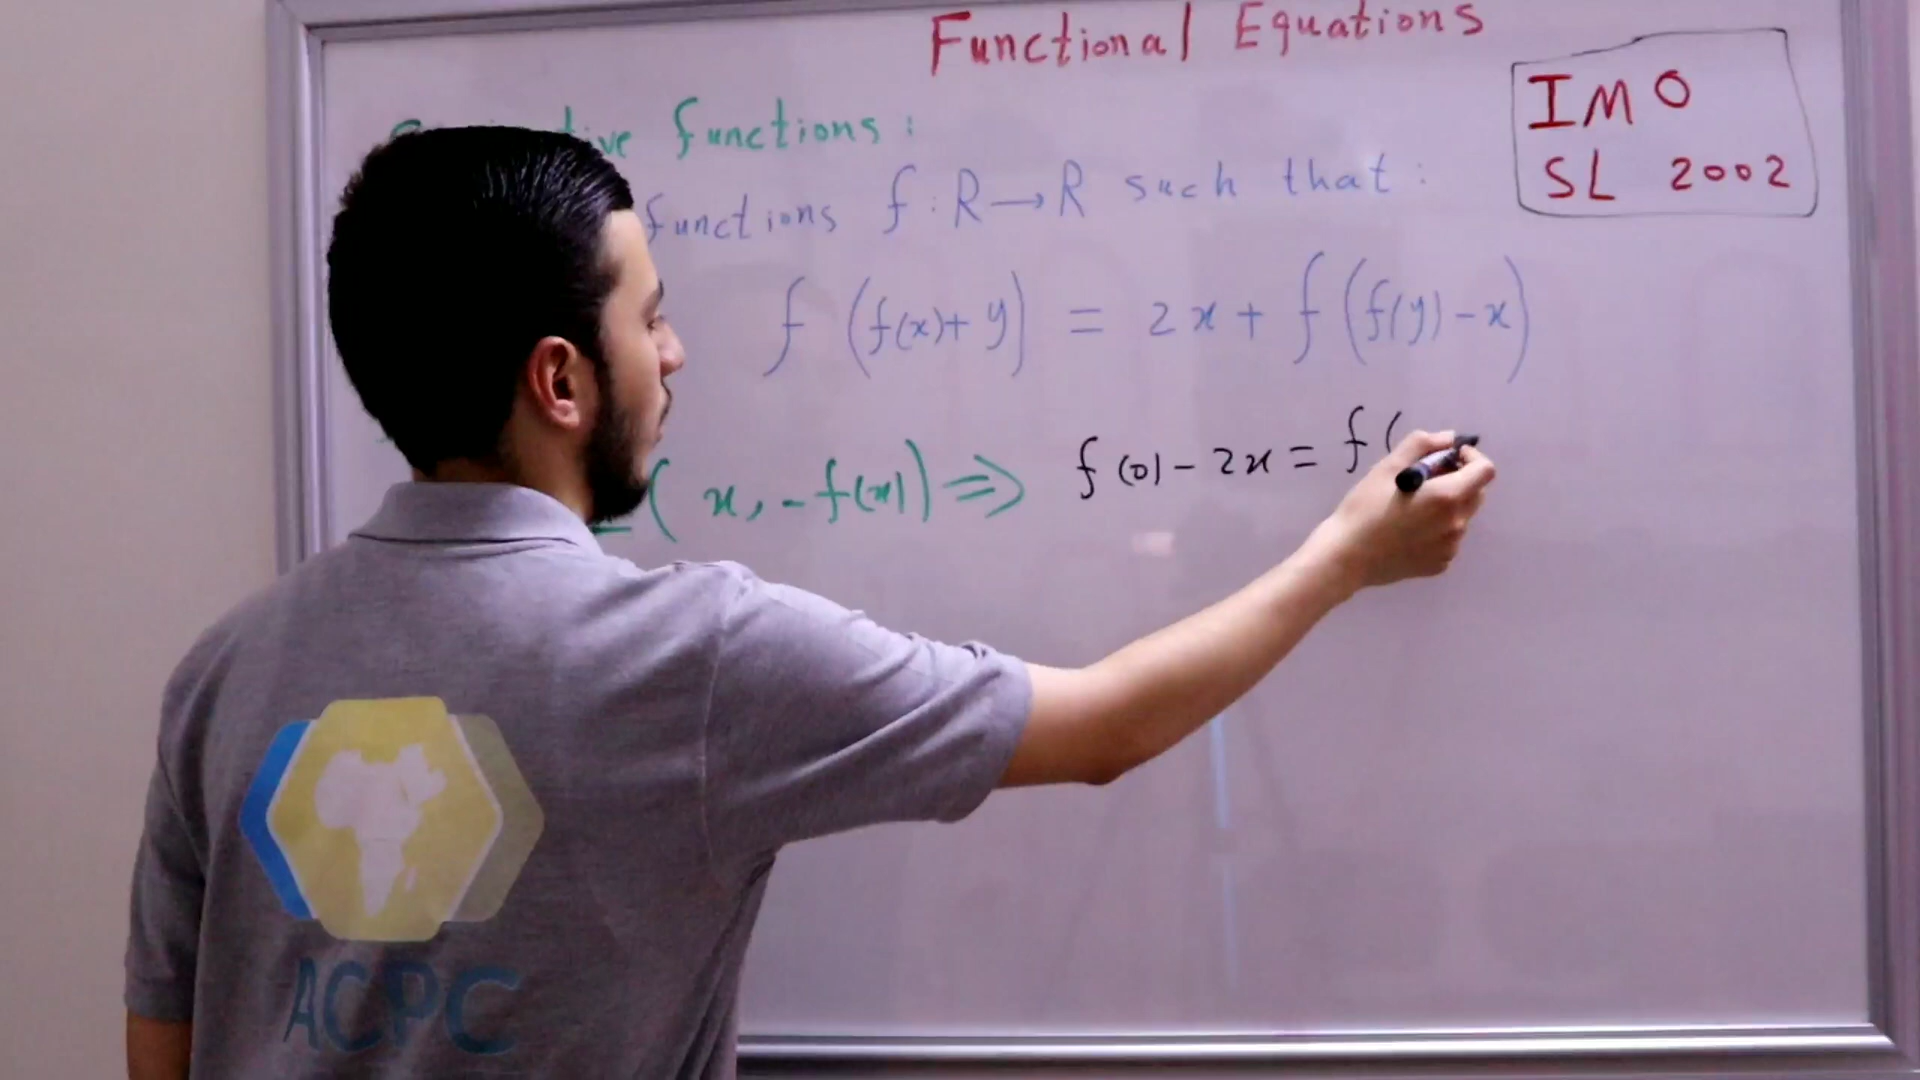 Functional Equations
IMO
SL 2002
functions:
functions f: R→R such that:
f(f(x)+y) = 2x + f(f(y)-x)
(x, -f(x)) ⇒ f(0) - 2x = f(
ACPC